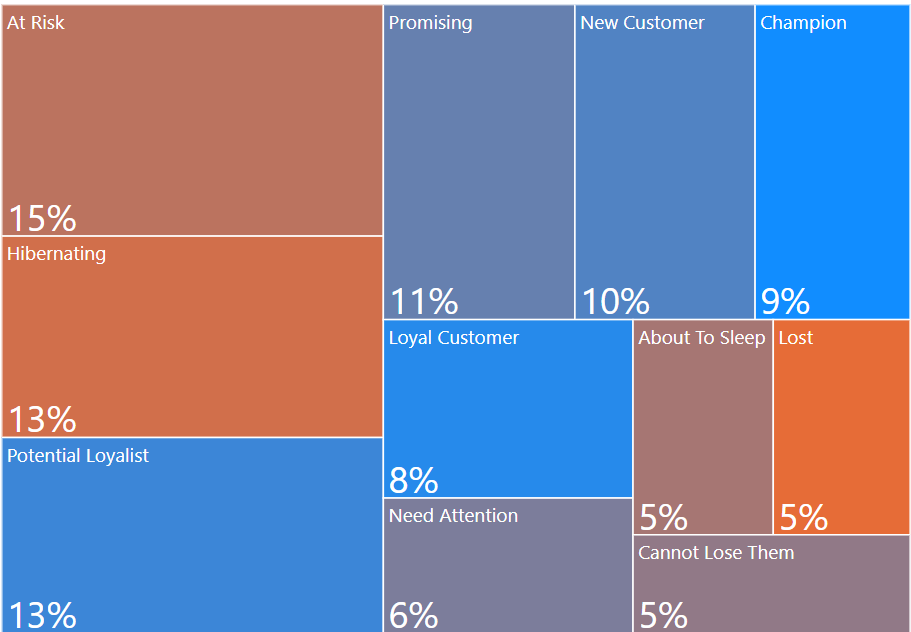 At Risk
15%
Hibernating
13%
Potential Loyalist
13%
Promising
11%
New Customer
10%
Champion
9%
Loyal Customer
8%
Need Attention
6%
About To Sleep
5%
Lost
5%
Cannot Lose Them
5%